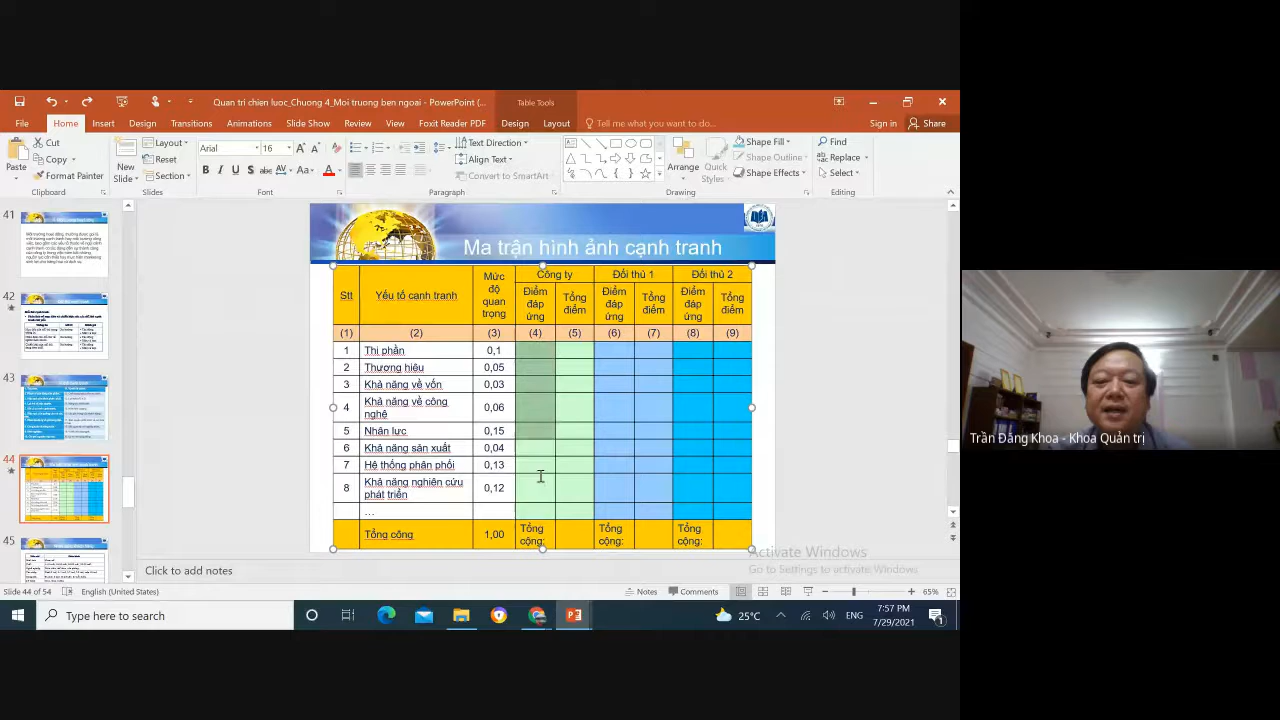 Quan tri chien luoc_Chuong 4_Moi truong ben ngoai - PowerPoint (...
Table Tools
File Home Insert Design Transitions Animations Slide Show Review View Foxit Reader PDF Design Layout Tell me what you want to do... Sign in Share
Paste
Cut
Copy
Format Painter
Clipboard
New Slide
Layout
Reset
Section
Slides
Arial 16
Font
Text Direction
Align Text
Convert to SmartArt
Paragraph
Arrange
Quick Styles
Shape Fill
Shape Outline
Shape Effects
Drawing
Find
Replace
Select
Editing
41
42
43
44
45
Ma trận hình ảnh cạnh tranh
Stt Yếu tố cạnh tranh Mức độ quan trọng Công ty Đối thủ 1 Đối thủ 2
Điểm đáp ứng Tổng điểm Điểm đáp ứng Tổng điểm Điểm đáp ứng Tổng điểm
(1) (2) (3) (4) (5) (6) (7) (8) (9)
1 Thị phần 0,1
2 Thương hiệu 0,05
3 Khả năng về vốn 0,03
4 Khả năng về công nghệ 0,06
5 Nhân lực 0,15
6 Khả năng sản xuất 0,04
7 Hệ thống phân phối 0,13
8 Khả năng nghiên cứu phát triển 0,12
...
Tổng công 1,00 Tổng cộng: Tổng cộng: Tổng cộng:
Activate Windows
Go to Settings to activate Windows.
Click to add notes
Slide 44 of 54 English (United States) Notes Comments 65%
Type here to search 25°C ENG 7:57 PM
7/29/2021
1
Trần Đăng Khoa - Khoa Quản trị